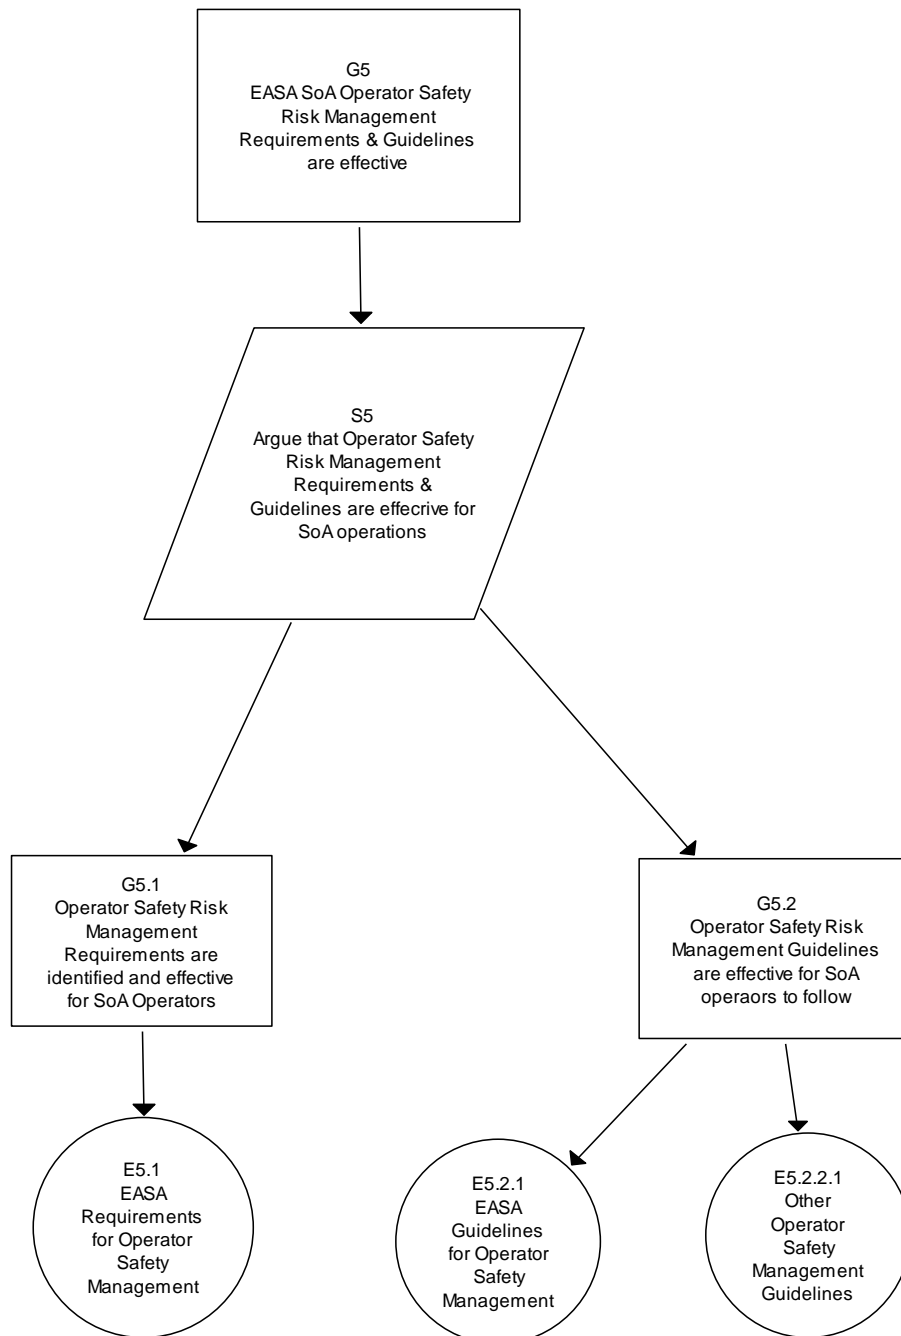 G5
EASA SoA Operator Safety
Risk Management
Requirements & Guidelines
are effective
S5
Argue that Operator Safety
Risk Management
Requirements &
Guidelines are effecrive for
SoA operations
G5.1
Operator Safety Risk
Management
Requirements are
identified and effective
for SoA Operators
G5.2
Operator Safety Risk
Management Guidelines
are effective for SoA
operaors to follow
E5.1
EASA
Requirements
for Operator
Safety
Management
E5.2.1
EASA
Guidelines
for Operator
Safety
Management
E5.2.2.1
Other
Operator
Safety
Management
Guidelines